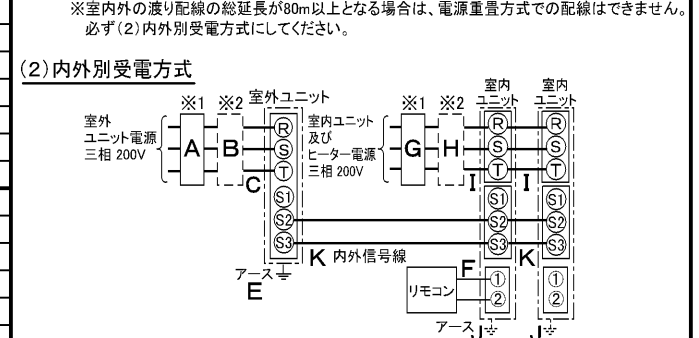 ※室内外の渡り配線の総延長が80m以上となる場合は、電源重畳方式での配線はできません。
必ず(2)内外別受電方式にしてください。
(2)内外別受電方式
※1 ※2 室外ユニット
室外
ユニット電源
三相 200V
A B C
R
S
T
S1
S2
S3
アース
E
※1 ※2
室内ユニット
及び
ヒーター電源
三相 200V
G H I I
室内
ユニット
R
S
T
S1
S2
S3
①
②
室内
ユニット
R
S
T
S1
S2
S3
①
②
K 内外信号線
K
F
リモコン
アース J
J